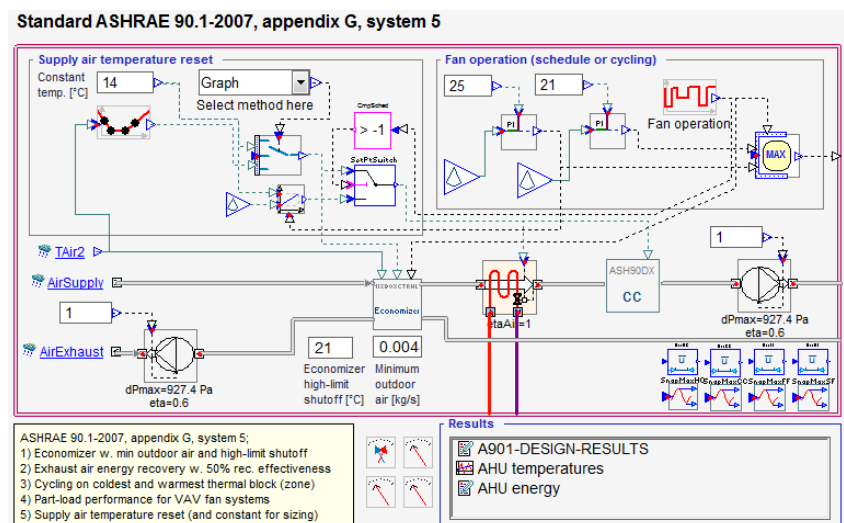 Standard ASHRAE 90.1-2007, appendix G, system 5
Supply air temperature reset
Constant
temp. [°C]
14
Graph
Select method here
CmpSched
> -1
SetPtSwitch
Fan operation (schedule or cycling)
25
21
PI
PI
Fan operation
MAX
TAir2
AirSupply
1
AirExhaust
dPmax=927.4 Pa
eta=0.6
Economizer
21
Economizer
high-limit
shutoff [°C]
0.004
Minimum
outdoor
air [kg/s]
etaAir=1
ASH90DX
CC
1
dPmax=927.4 Pa
eta=0.6
SnapMaxHC
SnapMaxCC
SnapMaxFF
SnapMaxSF
ASHRAE 90.1-2007, appendix G, system 5;
1) Economizer w. min outdoor air and high-limit shutoff
2) Exhaust air energy recovery w. 50% rec. effectiveness
3) Cycling on coldest and warmest thermal block (zone)
4) Part-load performance for VAV fan systems
5) Supply air temperature reset (and constant for sizing)
Results
A901-DESIGN-RESULTS
AHU temperatures
AHU energy